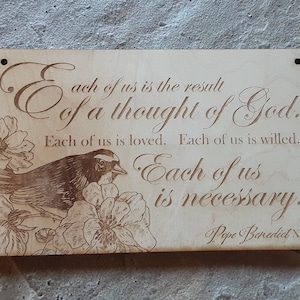 Each of us is the result
of a thought of God.
Each of us is loved. Each of us is willed.
Each of us
is necessary.
Pope Benedict